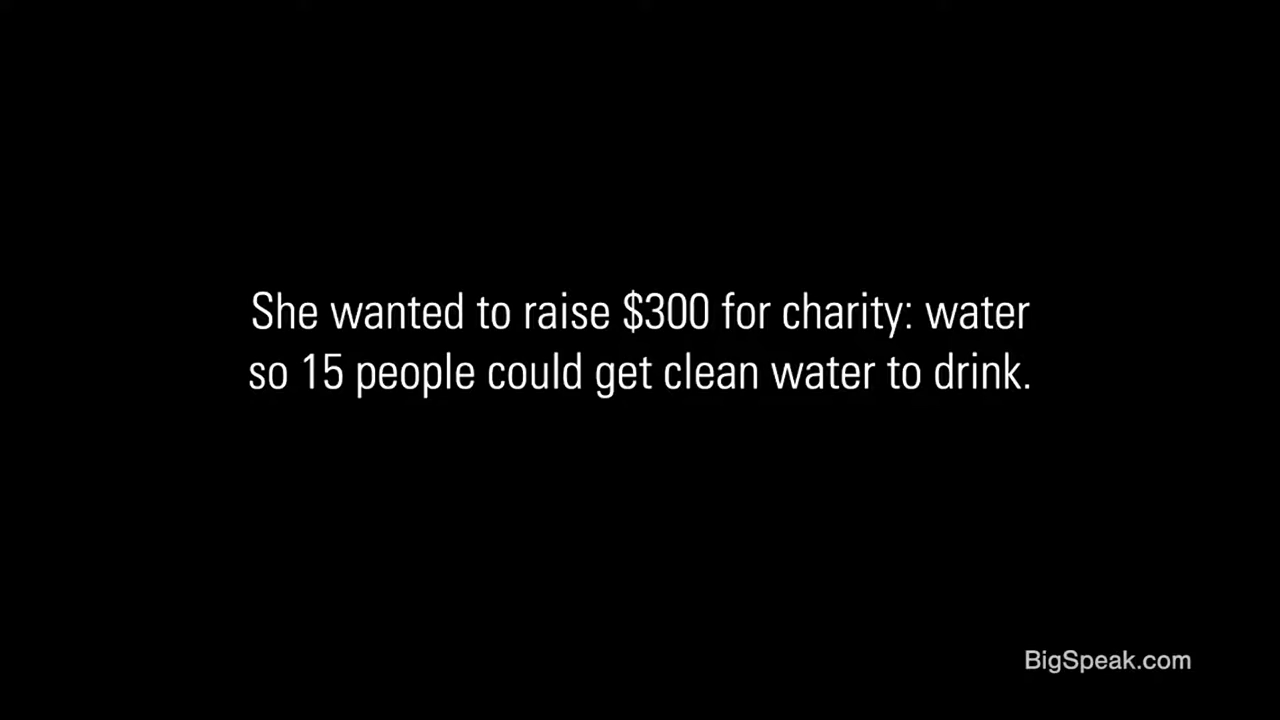 She wanted to raise $300 for charity: water
so 15 people could get clean water to drink.
BigSpeak.com